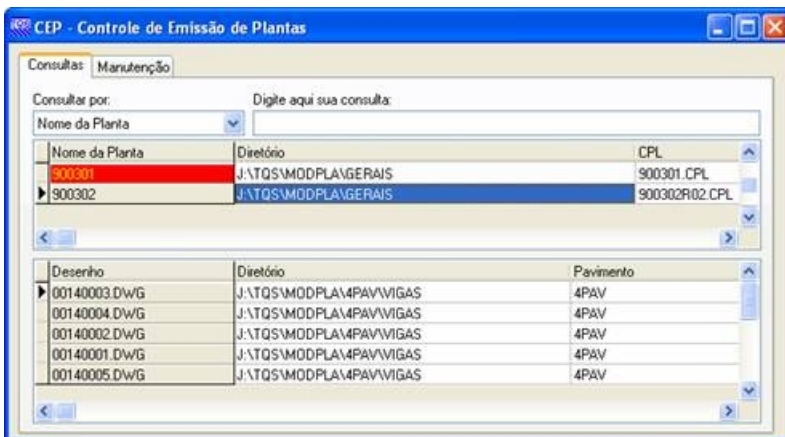 CEP - Controle de Emissão de Plantas
Consultas Manutenção
Consultar por: Digite aqui sua consulta:
Nome da Planta
Nome da Planta Diretório CPL
900301 J:\TQS\MODPLA\GERAIS 900301.CPL
900302 J:\TQS\MODPLA\GERAIS 900302R02.CPL
Desenho Diretório Pavimento
00140003.DWG J:\TQS\MODPLA\4PAV\VIGAS 4PAV
00140004.DWG J:\TQS\MODPLA\4PAV\VIGAS 4PAV
00140002.DWG J:\TQS\MODPLA\4PAV\VIGAS 4PAV
00140001.DWG J:\TQS\MODPLA\4PAV\VIGAS 4PAV
00140005.DWG J:\TQS\MODPLA\4PAV\VIGAS 4PAV